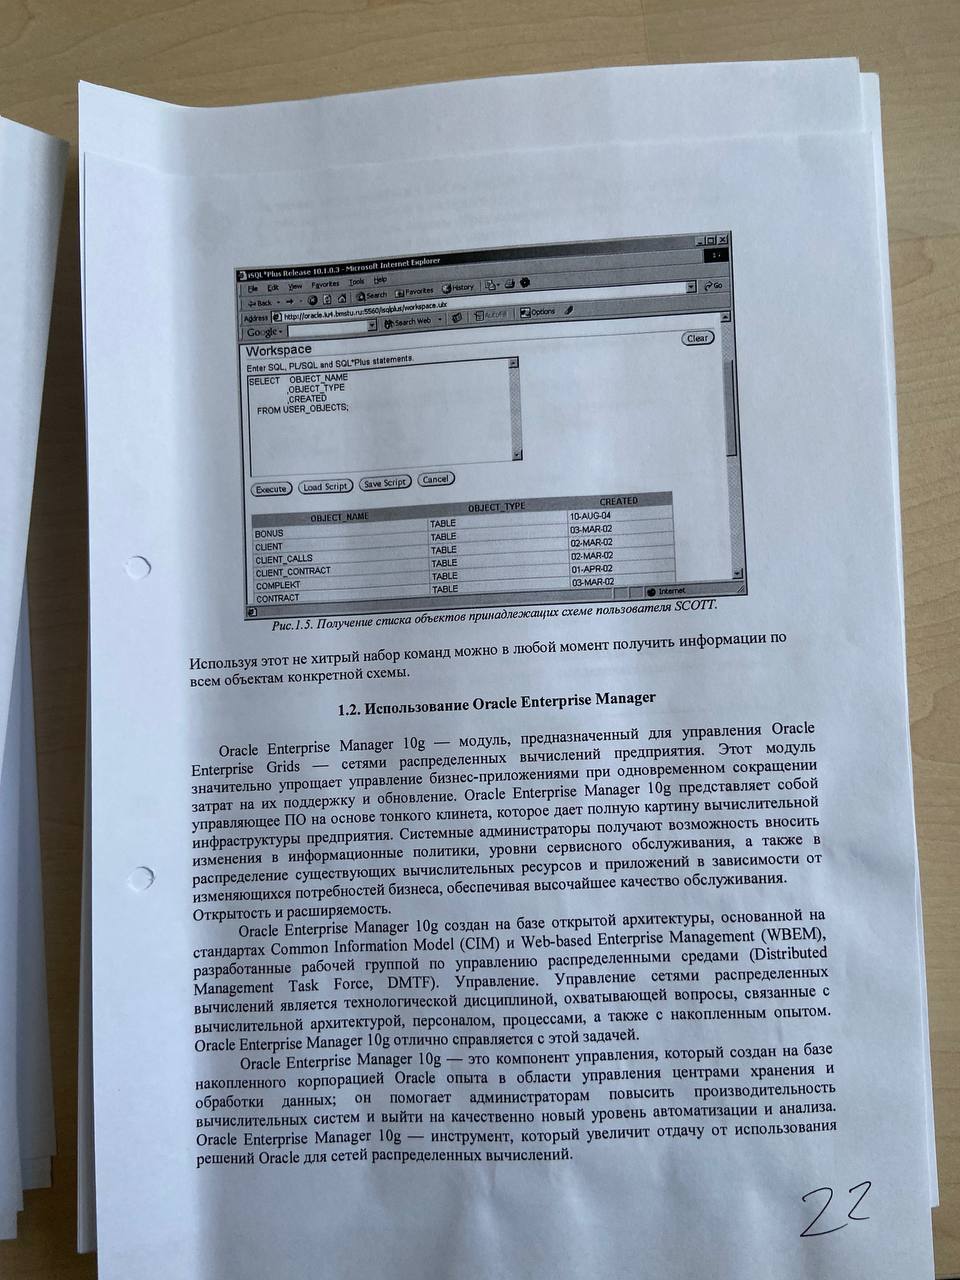 iSQL*Plus Release 10.1.0.3 - Microsoft Internet Explorer
File Edit View Favorites Tools Help
Back Search Favorites History
Address http://oracle.iu4.bmstu.ru:5560/isqlplus/workspace.uix Go
Google Search Web AutoFill Options
Workspace
Clear
Enter SQL, PL/SQL and SQL*Plus statements.
SELECT OBJECT_NAME
,OBJECT_TYPE
,CREATED
FROM USER_OBJECTS;
Execute Load Script Save Script Cancel
OBJECT_NAME OBJECT_TYPE CREATED
BONUS TABLE 10-AUG-04
CLIENT TABLE 03-MAR-02
CLIENT_CALLS TABLE 02-MAR-02
CLIENT_CONTRACT TABLE 02-MAR-02
COMPLEKT TABLE 01-APR-02
CONTRACT TABLE 03-MAR-02
Internet
Рис.1.5. Получение списка объектов принадлежащих схеме пользователя SCOTT.
Используя этот не хитрый набор команд можно в любой момент получить информации по
всем объектам конкретной схемы.
1.2. Использование Oracle Enterprise Manager
Oracle Enterprise Manager 10g — модуль, предназначенный для управления Oracle
Enterprise Grids — сетями распределенных вычислений предприятия. Этот модуль
значительно упрощает управление бизнес-приложениями при одновременном сокращении
затрат на их поддержку и обновление. Oracle Enterprise Manager 10g представляет собой
управляющее ПО на основе тонкого клинета, которое дает полную картину вычислительной
инфраструктуры предприятия. Системные администраторы получают возможность вносить
изменения в информационные политики, уровни сервисного обслуживания, а также в
распределение существующих вычислительных ресурсов и приложений в зависимости от
изменяющихся потребностей бизнеса, обеспечивая высочайшее качество обслуживания.
Открытость и расширяемость.
Oracle Enterprise Manager 10g создан на базе открытой архитектуры, основанной на
стандартах Common Information Model (CIM) и Web-based Enterprise Management (WBEM),
разработанные рабочей группой по управлению распределенными средами (Distributed
Management Task Force, DMTF). Управление. Управление сетями распределенных
вычислений является технологической дисциплиной, охватывающей вопросы, связанные с
вычислительной архитектурой, персоналом, процессами, а также с накопленным опытом.
Oracle Enterprise Manager 10g отлично справляется с этой задачей.
Oracle Enterprise Manager 10g — это компонент управления, который создан на базе
накопленного корпорацией Oracle опыта в области управления центрами хранения и
обработки данных; он помогает администраторам повысить производительность
вычислительных систем и выйти на качественно новый уровень автоматизации и анализа.
Oracle Enterprise Manager 10g — инструмент, который увеличит отдачу от использования
решений Oracle для сетей распределенных вычислений.
22